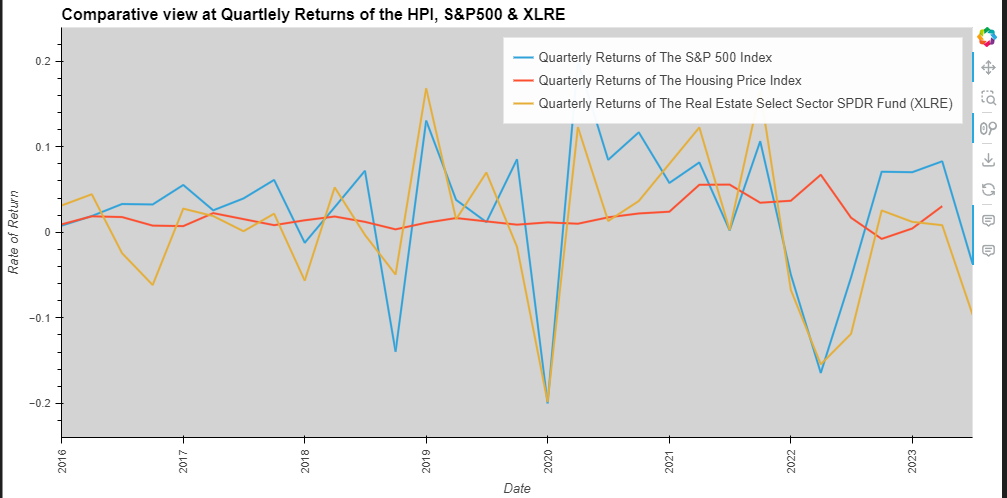 Comparative view at Quartlely Returns of the HPI, S&P500 & XLRE
Quarterly Returns of The S&P 500 Index
Quarterly Returns of The Housing Price Index
Quarterly Returns of The Real Estate Select Sector SPDR Fund (XLRE)
Rate of Return
0.2
0.1
0
−0.1
−0.2
2016
2017
2018
2019
2020
2021
2022
2023
Date